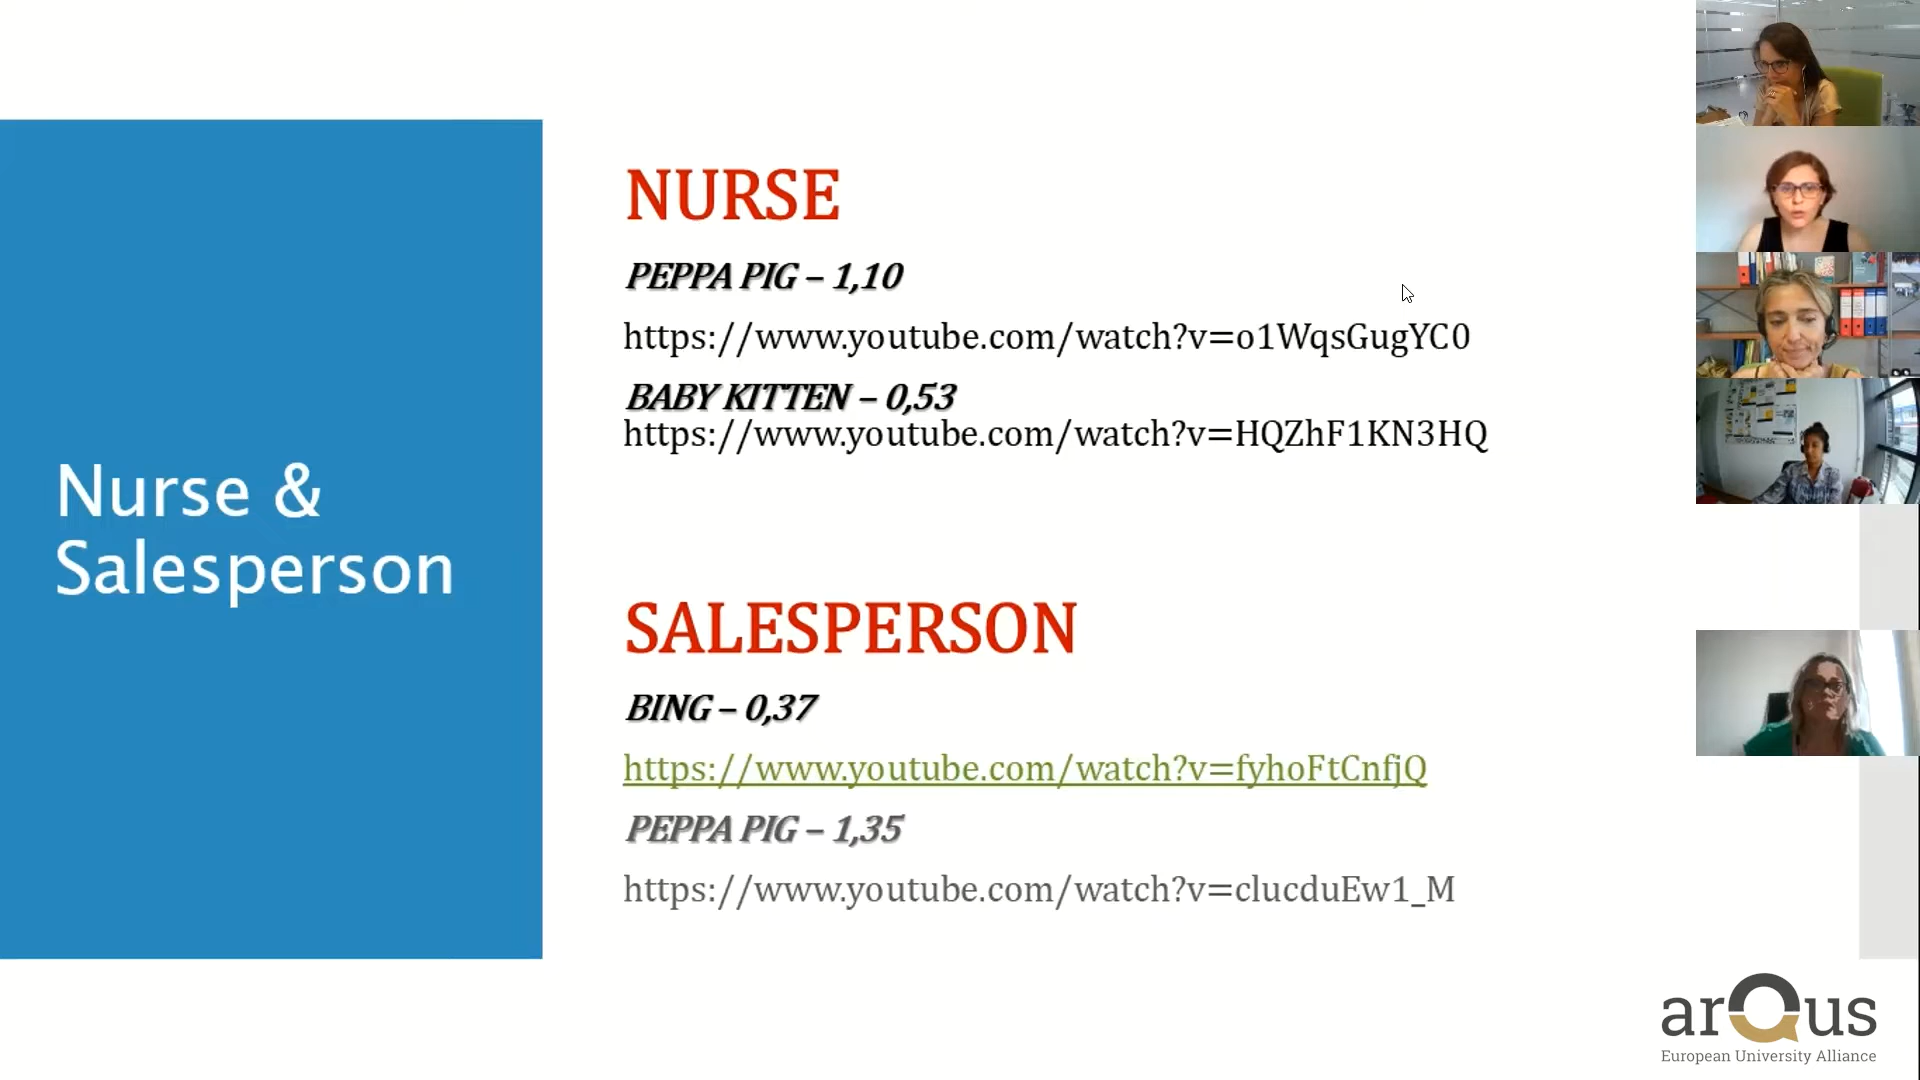 Nurse &
Salesperson
NURSE
PEPPA PIG – 1,10
https://www.youtube.com/watch?v=o1WqsGugYC0
BABY KITTEN – 0,53
https://www.youtube.com/watch?v=HQZhF1KN3HQ
SALESPERSON
BING – 0,37
https://www.youtube.com/watch?v=fyhoFtCnfjQ
PEPPA PIG – 1,35
https://www.youtube.com/watch?v=clucduEw1_M
arQus
European University Alliance